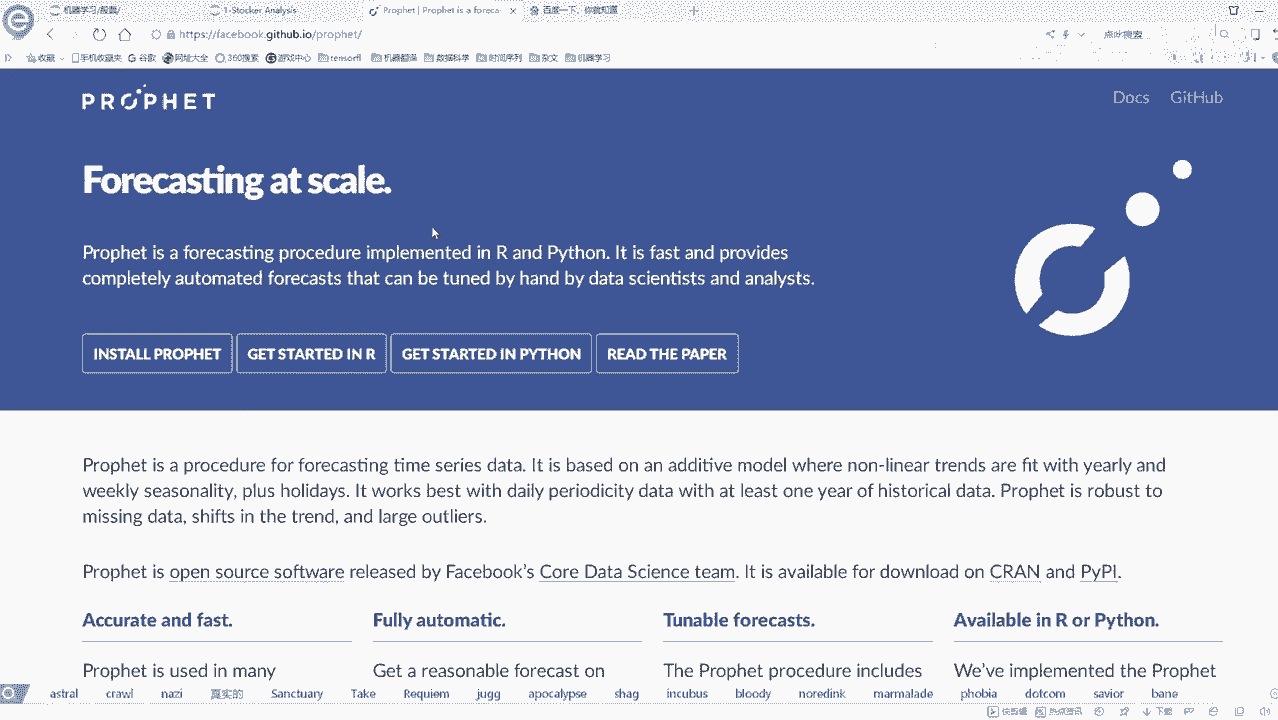 机器学习/股票/
1-Stocker Analysis
Prophet | Prophet is a foreca-
百度一下，你就知道
https://facebook.github.io/prophet/
点此搜索
收藏 手机收藏夹 谷歌 网址大全 360搜索 游戏中心 tensorfl 机器翻译 数据科学 时间序列 杂文 机器学习
PROPHET
Docs GitHub
Forecasting at scale.
Prophet is a forecasting procedure implemented in R and Python. It is fast and provides
completely automated forecasts that can be tuned by hand by data scientists and analysts.
INSTALL PROPHET GET STARTED IN R GET STARTED IN PYTHON READ THE PAPER
Prophet is a procedure for forecasting time series data. It is based on an additive model where non-linear trends are fit with yearly and
weekly seasonality, plus holidays. It works best with daily periodicity data with at least one year of historical data. Prophet is robust to
missing data, shifts in the trend, and large outliers.
Prophet is open source software released by Facebook's Core Data Science team. It is available for download on CRAN and PyPI.
Accurate and fast. Fully automatic. Tunable forecasts. Available in R or Python.
Prophet is used in many Get a reasonable forecast on The Prophet procedure includes We've implemented the Prophet
astral crawl nazi 真实的 Sanctuary Take Requiem jugg apocalypse shag incubus bloody noredink marmalade phobia dotcom savior bane
快剪辑 热点资讯 下载